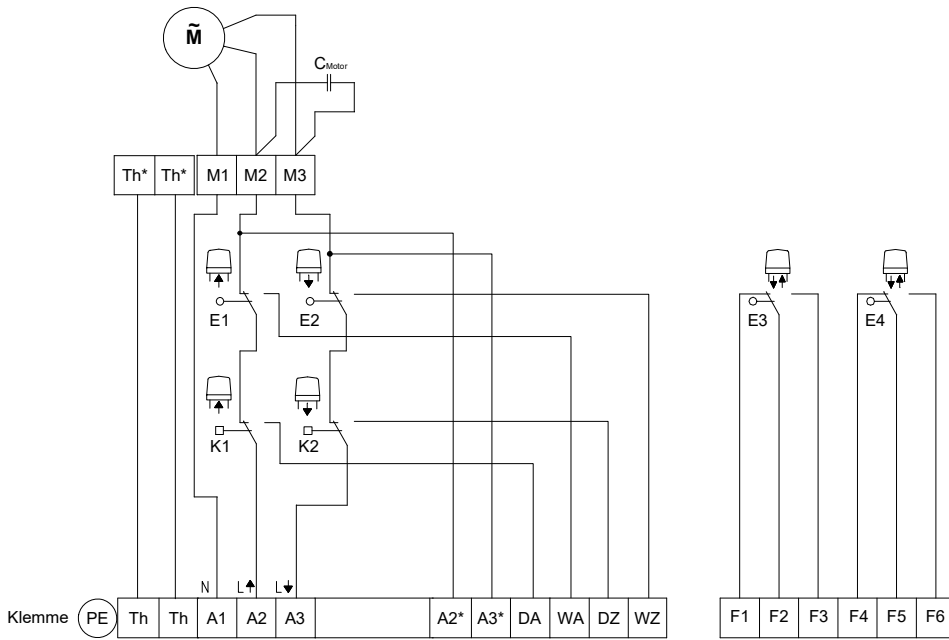 M̃
C Motor
Th* Th* M1 M2 M3
E1 E2 E3 E4
K1 K2
N L L
Klemme PE Th Th A1 A2 A3 A2* A3* DA WA DZ WZ F1 F2 F3 F4 F5 F6